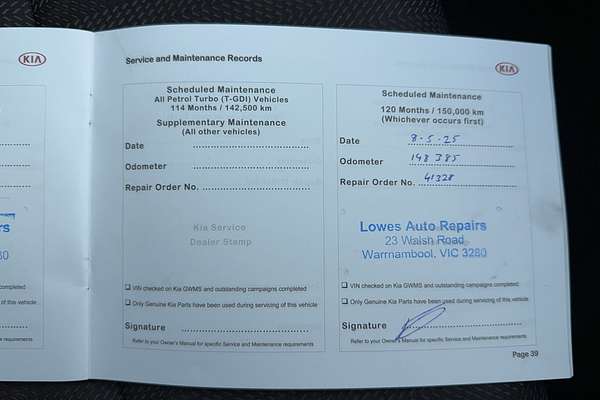 KIA
Service and Maintenance Records
KIA
Scheduled Maintenance
All Petrol Turbo (T-GDI) Vehicles
114 Months / 142,500 km
Supplementary Maintenance
(All other vehicles)
Date
Odometer
Repair Order No.
Kia Service
Dealer Stamp
VIN checked on Kia GWMS and outstanding campaigns completed
Only Genuine Kia Parts have been used during servicing of this vehicle
Signature
Refer to your Owner's Manual for specific Service and Maintenance requirements
Scheduled Maintenance
120 Months / 150,000 km
(Whichever occurs first)
Date 8-5-25
Odometer 148 385
Repair Order No. 41328
Lowes Auto Repairs
23 Walsh Road
Warrnambool, VIC 3280
VIN checked on Kia GWMS and outstanding campaigns completed
Only Genuine Kia Parts have been used during servicing of this vehicle
Signature
Refer to your Owner's Manual for specific Service and Maintenance requirements
Page 39
completed
of this vehicle
requirements